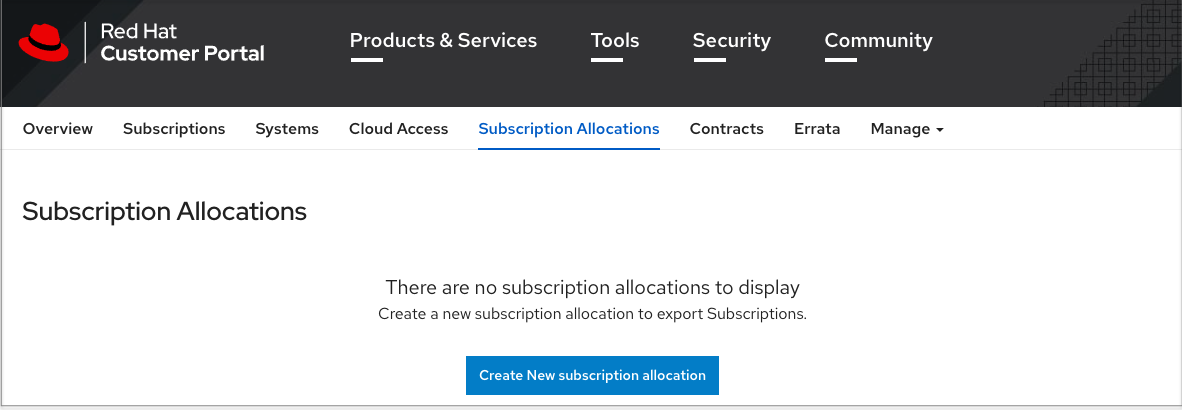 Red Hat
Customer Portal
Products & Services
Tools
Security
Community
Overview
Subscriptions
Systems
Cloud Access
Subscription Allocations
Contracts
Errata
Manage
Subscription Allocations
There are no subscription allocations to display
Create a new subscription allocation to export Subscriptions.
Create New subscription allocation